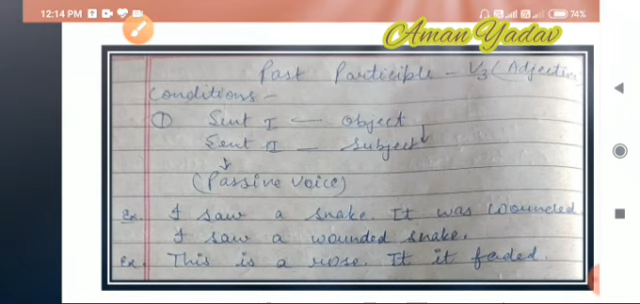 12:14 PM
74%
Aman Yadav
Past Participle - V3 (Adjective)
Conditions -
① Sent I — Object
Sent II — Subject
(Passive Voice)
Ex. I saw a snake. It was wounded
I saw a wounded snake.
Ex. This is a rose. It it faded.